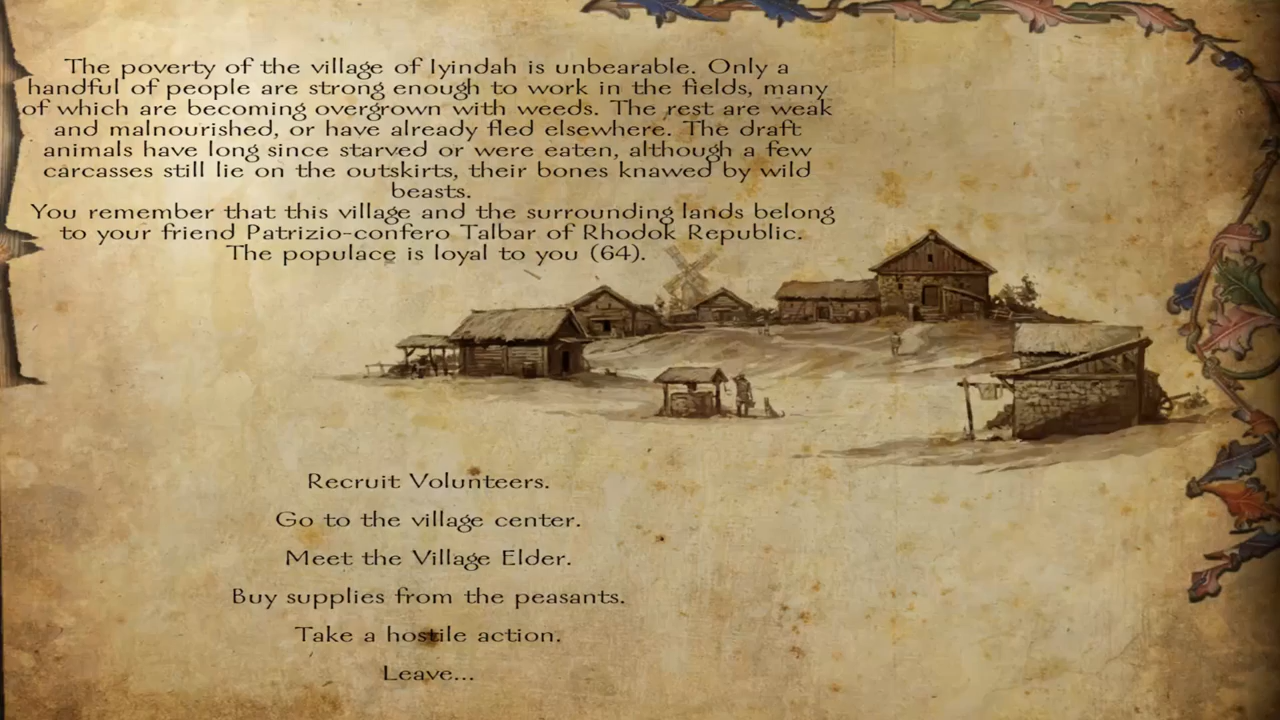 The poverty of the village of Iyindah is unbearable. Only a
handful of people are strong enough to work in the fields, many
of which are becoming overgrown with weeds. The rest are weak
and malnourished, or have already fled elsewhere. The draft
animals have long since starved or were eaten, although a few
carcasses still lie on the outskirts, their bones knawed by wild
beasts.
You remember that this village and the surrounding lands belong
to your friend Patrizio-confero Talbar of Rhodok Republic.
The populace is loyal to you (64).
Recruit Volunteers.
Go to the village center.
Meet the Village Elder.
Buy supplies from the peasants.
Take a hostile action.
Leave...